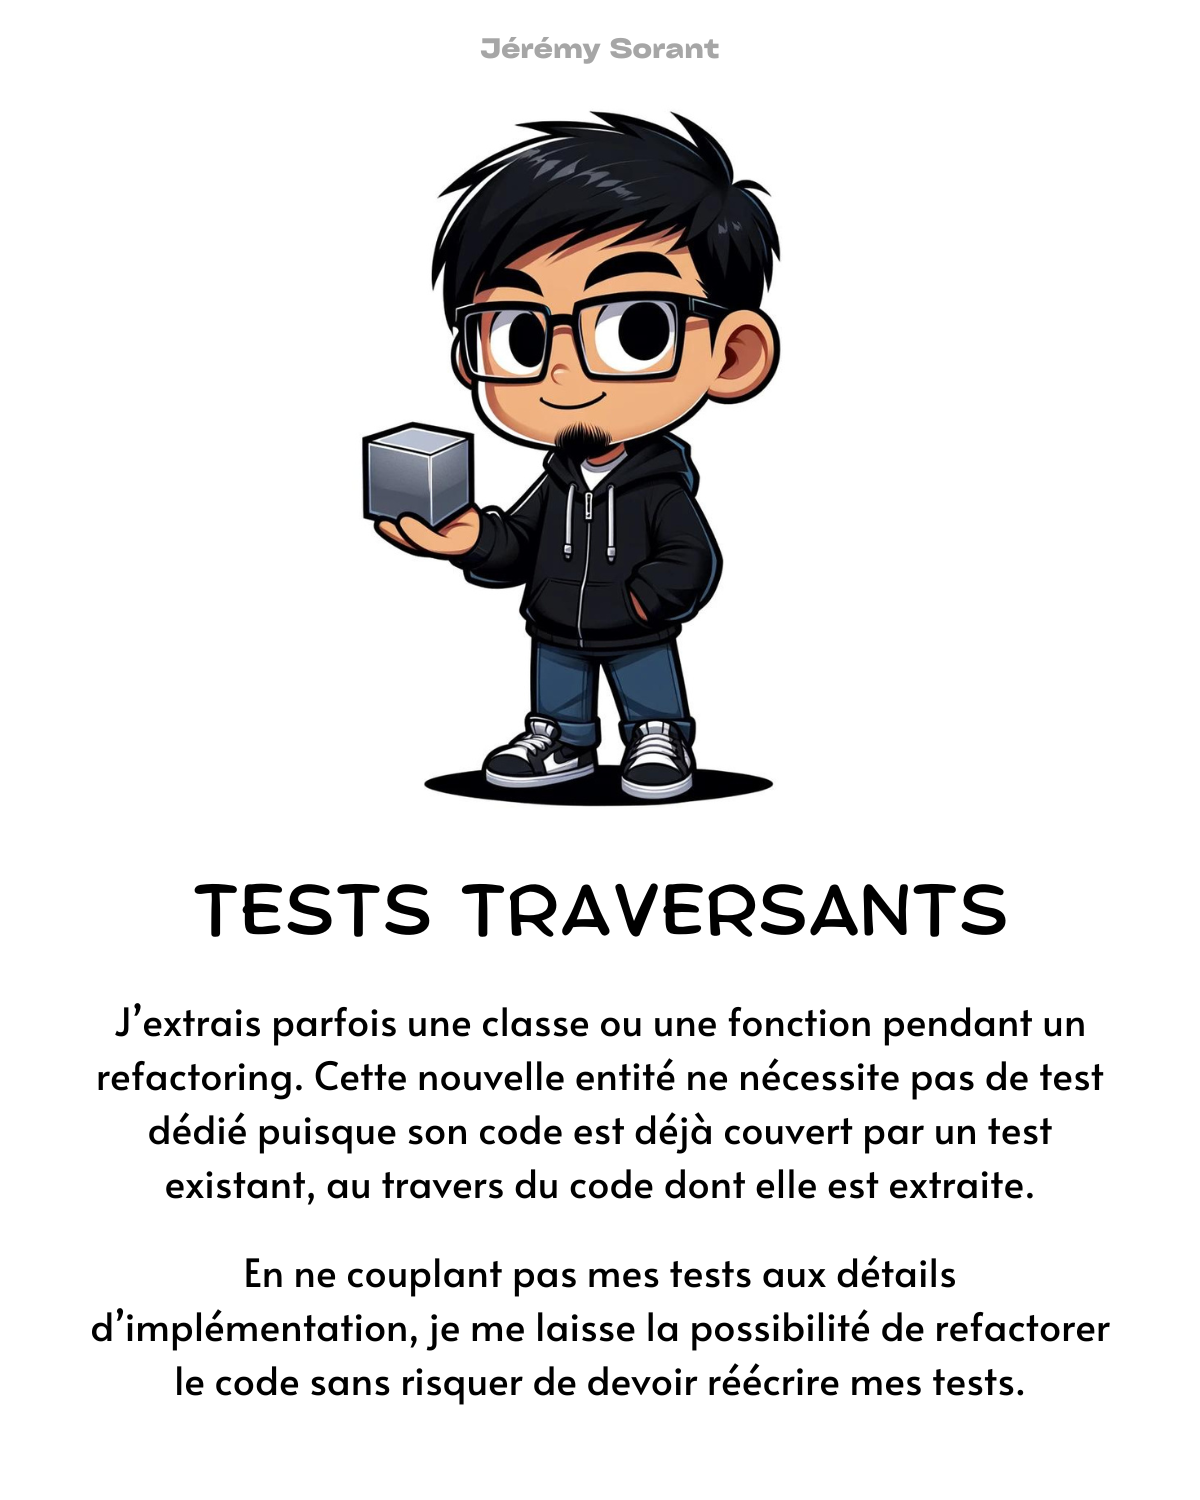 Jérémy Sorant
TESTS TRAVERSANTS
J’extrais parfois une classe ou une fonction pendant un
refactoring. Cette nouvelle entité ne nécessite pas de test
dédié puisque son code est déjà couvert par un test
existant, au travers du code dont elle est extraite.
En ne couplant pas mes tests aux détails
d’implémentation, je me laisse la possibilité de refactorer
le code sans risquer de devoir réécrire mes tests.